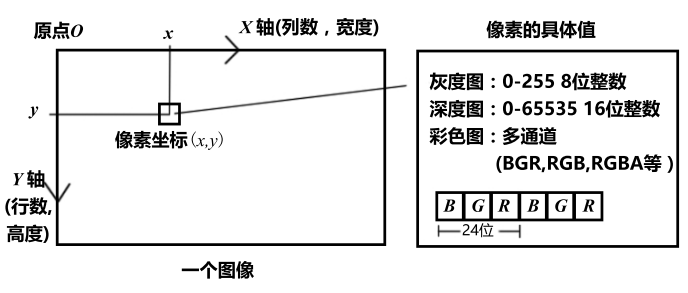 原点O
x
X 轴(列数，宽度)
y
像素坐标(x,y)
Y 轴
(行数,
高度)
一个图像
像素的具体值
灰度图：0-255 8位整数
深度图：0-65535 16位整数
彩色图：多通道
(BGR,RGB,RGBA等 )
B G R B G R
24位